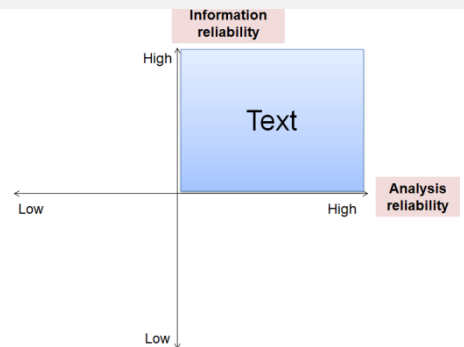 Information
reliability
High
Text
Analysis
reliability
Low
High
Low